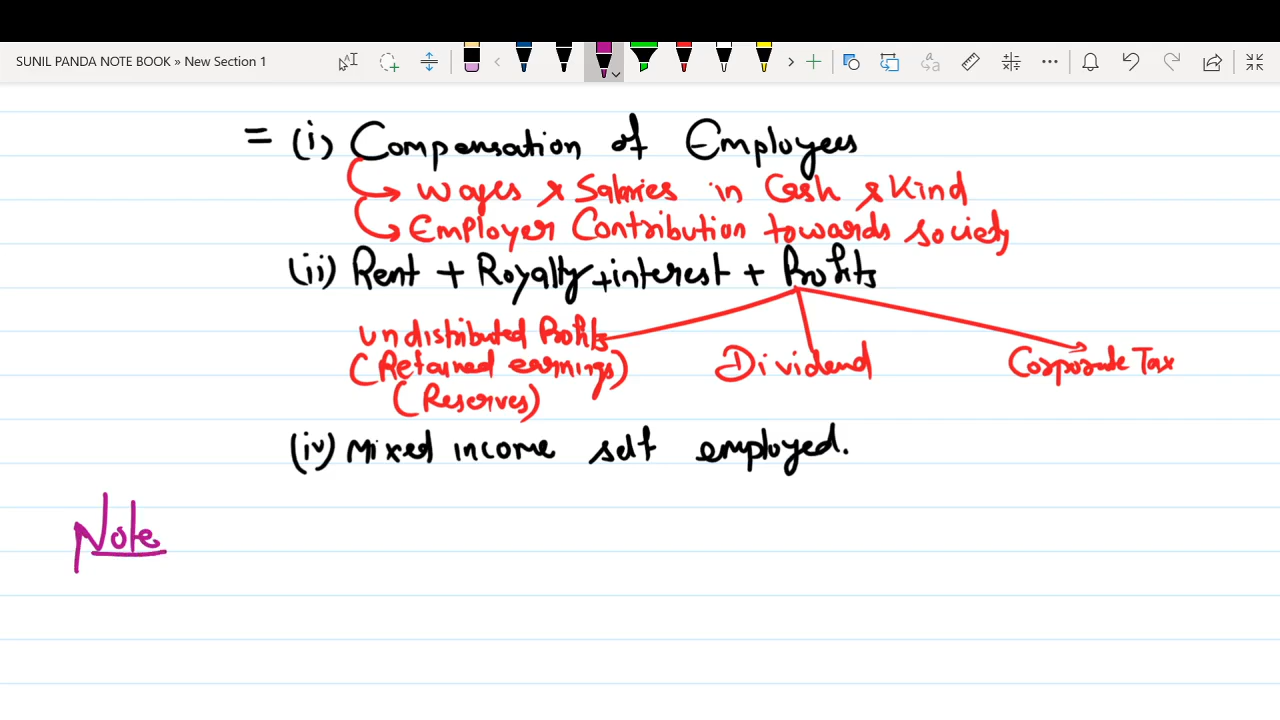 SUNIL PANDA NOTE BOOK » New Section 1
= (i) Compensation of Employees
→ Wages & Salaries in Cash & Kind
→ Employer Contribution towards society
(ii) Rent + Royalty + interest + Profits
undistributed Profits
(Retained earnings)
(Reserves)
Dividend
Corporate Tax
(iv) Mixed income self employed.
Note